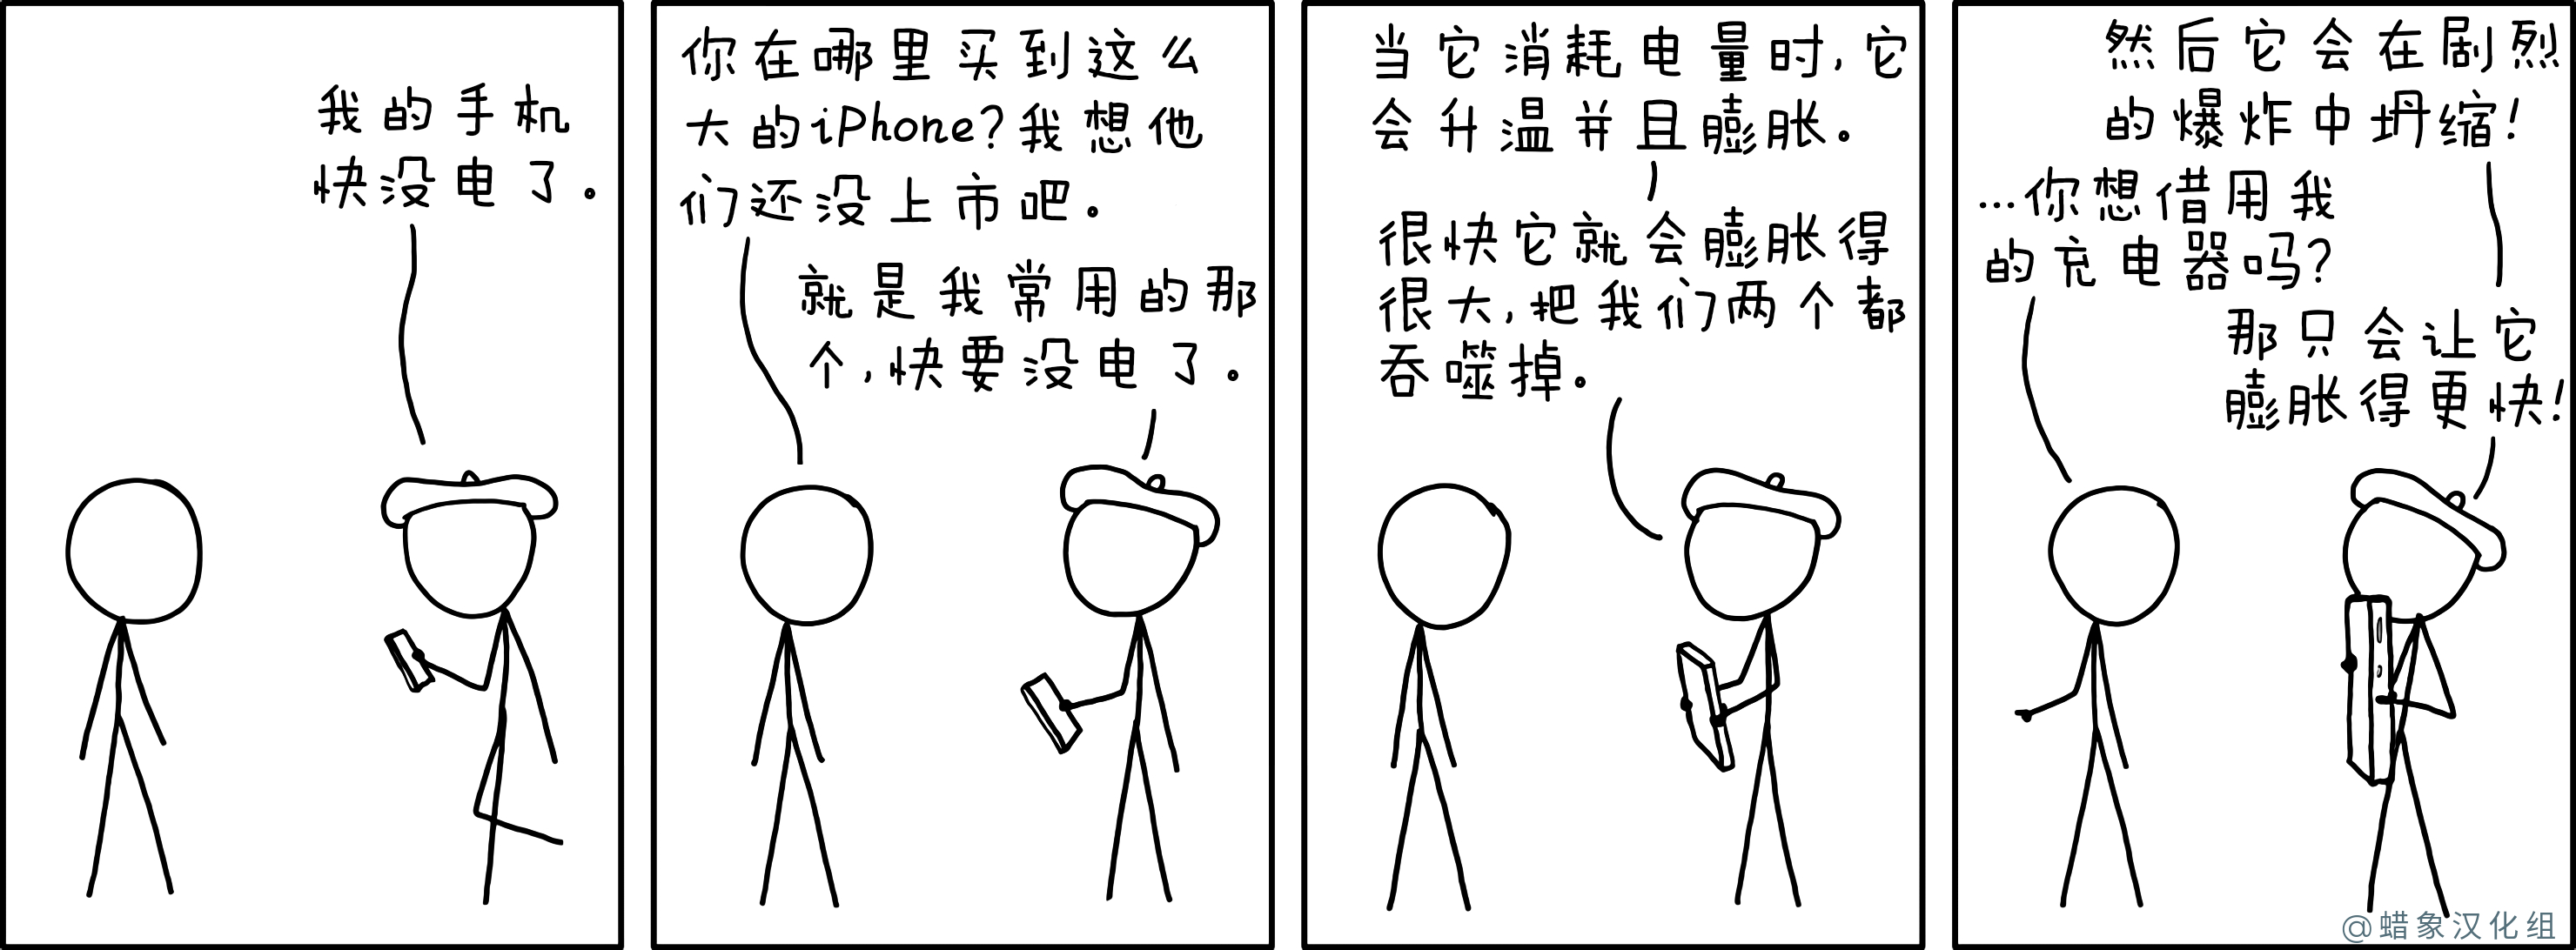 我的手机
快没电了。
你在哪里买到这么
大的iPhone?我想他
们还没上市吧。
就是我常用的那
个,快要没电了。
当它消耗电量时,它
会升温并且膨胀。
很快它就会膨胀得
很大,把我们两个都
吞噬掉。
然后它会在剧烈
的爆炸中坍缩!
...你想借用我
的充电器吗?
那只会让它
膨胀得更快!
@蜡象汉化组